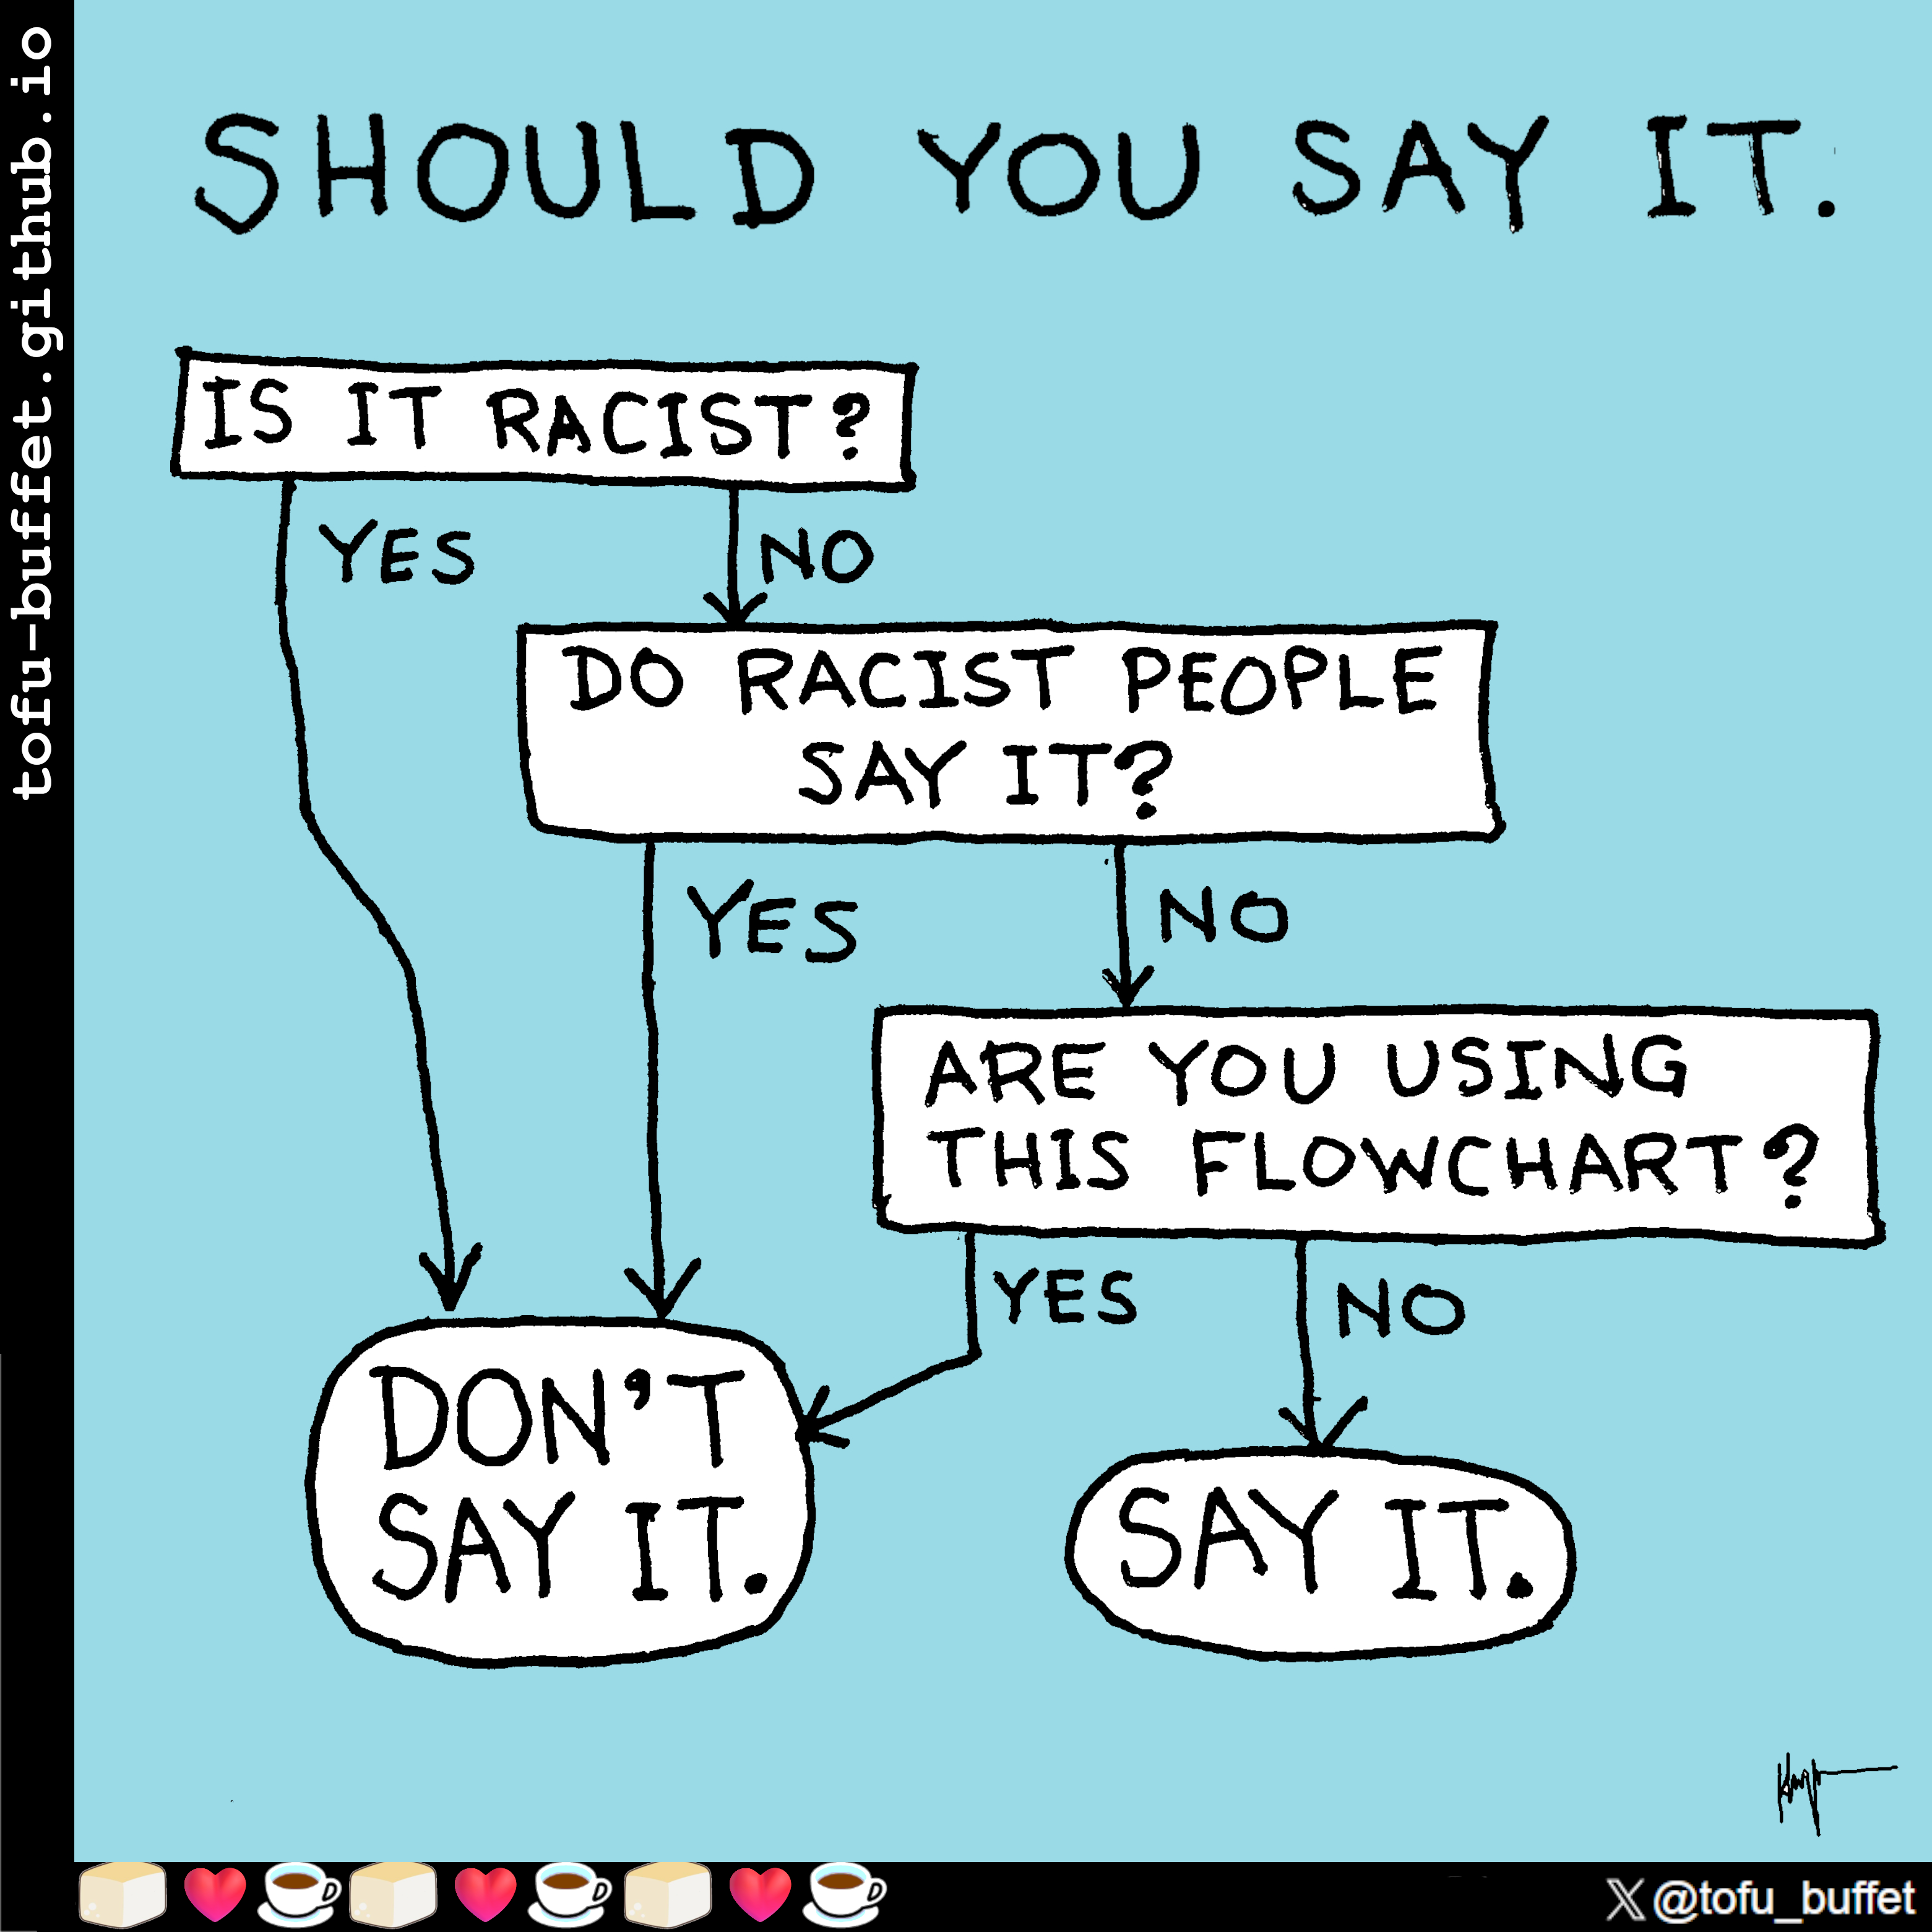 tofu-buffet.github.io
SHOULD YOU SAY IT.
IS IT RACIST?
YES
NO
DO RACIST PEOPLE
SAY IT?
YES
NO
ARE YOU USING
THIS FLOWCHART?
YES
NO
DON'T
SAY IT.
SAY IT.
𝕏 @tofu_buffet